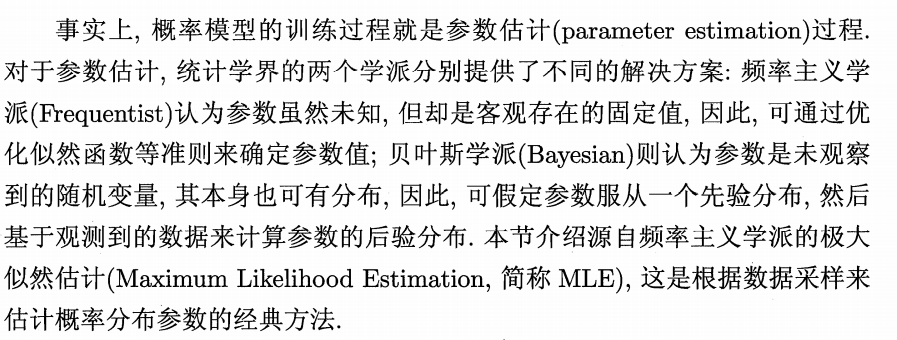 事实上, 概率模型的训练过程就是参数估计(parameter estimation)过程.
对于参数估计, 统计学界的两个学派分别提供了不同的解决方案: 频率主义学
派(Frequentist)认为参数虽然未知, 但却是客观存在的固定值, 因此, 可通过优
化似然函数等准则来确定参数值; 贝叶斯学派(Bayesian)则认为参数是未观察
到的随机变量, 其本身也可有分布, 因此, 可假定参数服从一个先验分布, 然后
基于观测到的数据来计算参数的后验分布. 本节介绍源自频率主义学派的极大
似然估计(Maximum Likelihood Estimation, 简称 MLE), 这是根据数据采样来
估计概率分布参数的经典方法.